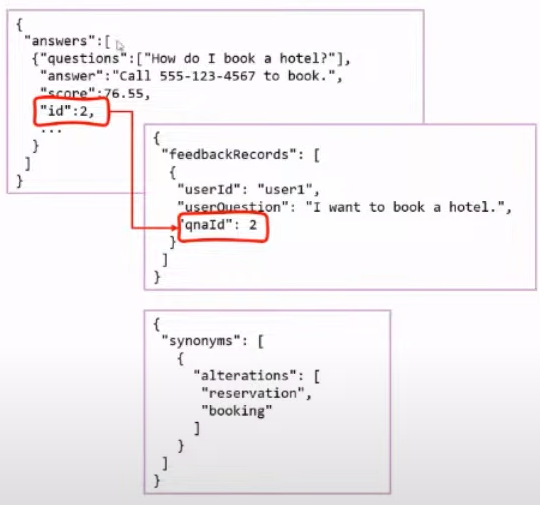 {
"answers":[
{"questions":["How do I book a hotel?"],
"answer":"Call 555-123-4567 to book.",
"score":76.55,
"id":2,
...
}
]
}
{
"feedbackRecords": [
{
"userId": "user1",
"userQuestion": "I want to book a hotel.",
"qnaId": 2
}
]
}
{
"synonyms": [
{
"alterations": [
"reservation",
"booking"
]
}
]
}